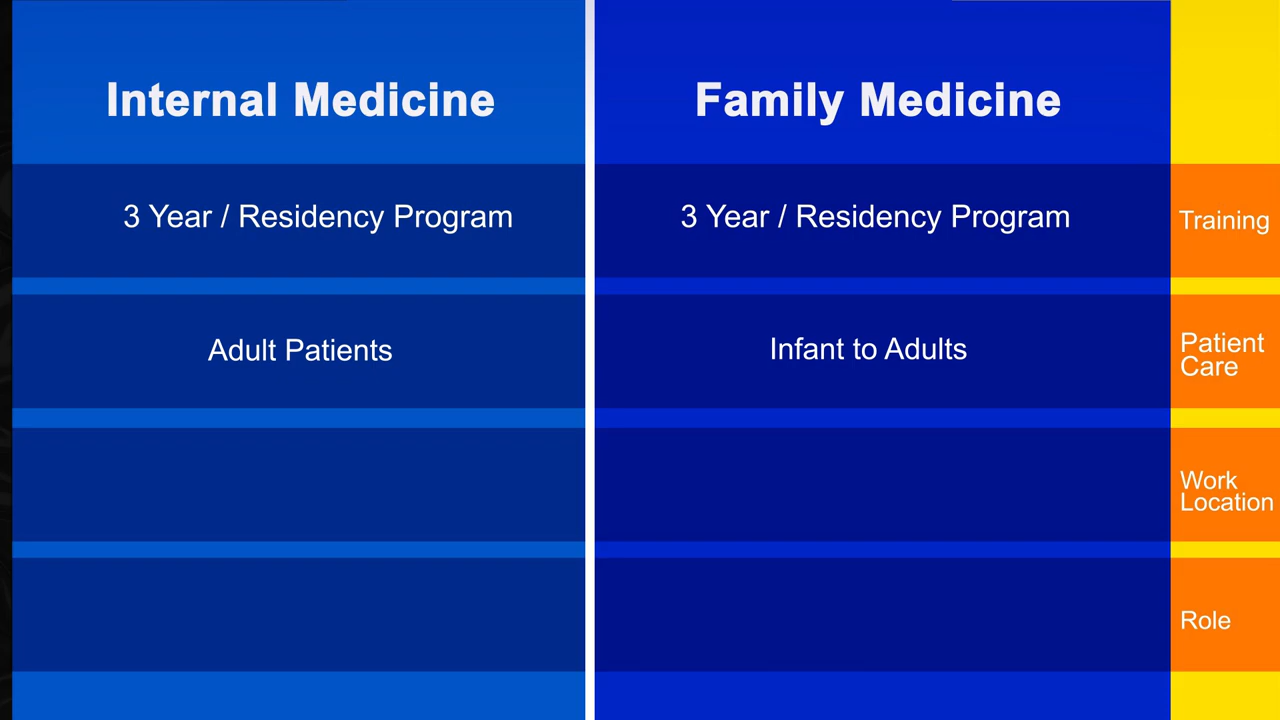 Internal Medicine
Family Medicine
3 Year / Residency Program
3 Year / Residency Program
Training
Adult Patients
Infant to Adults
Patient
Care
Work
Location
Role